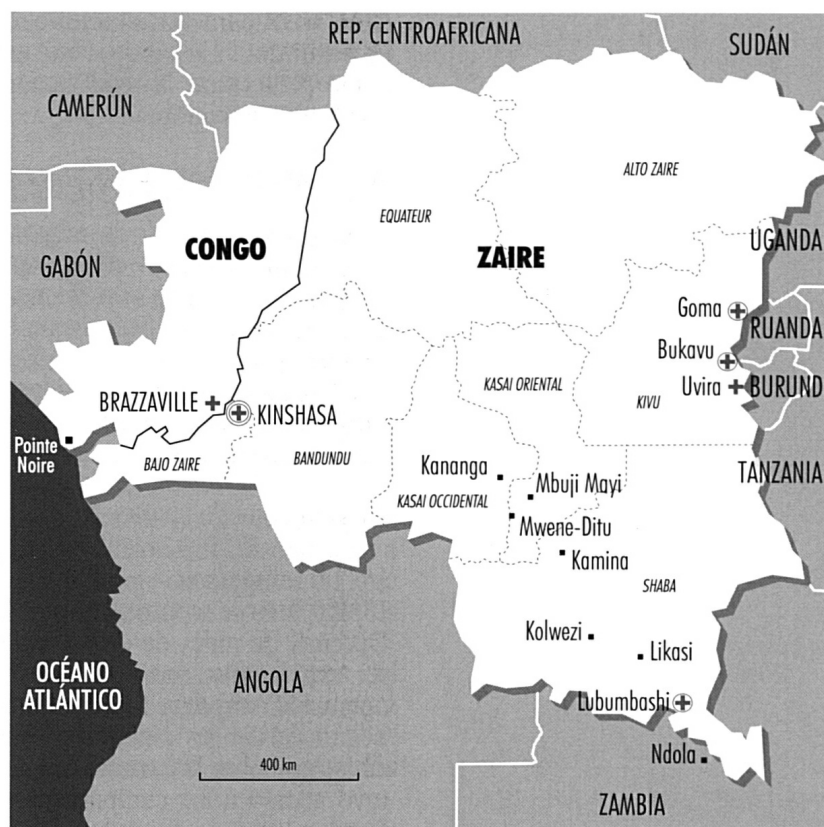 REP. CENTROAFRICANA
SUDÁN
CAMERÚN
ALTO ZAIRE
EQUATEUR
CONGO
ZAIRE
UGANDA
GABÓN
Goma
RUANDA
Bukavu
KASAI ORIENTAL
Uvira
BURUND
KIVU
BRAZZAVILLE
KINSHASA
Pointe
Noire
BAJO ZAIRE
BANDUNDU
Kananga
TANZANIA
Mbuji Mayi
KASAI OCCIDENTAL
Mwene-Ditu
Kamina
SHABA
Kolwezi
Likasi
OCÉANO
ATLÁNTICO
ANGOLA
Lubumbashi
400 km
Ndola
ZAMBIA